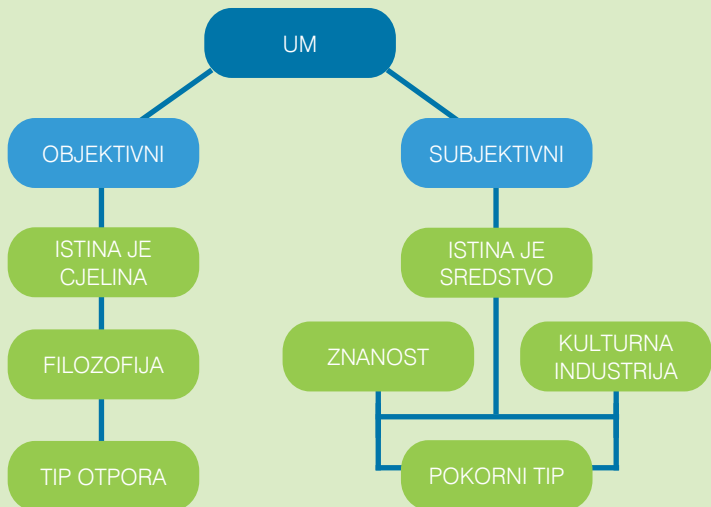 UM
OBJEKTIVNI
SUBJEKTIVNI
ISTINA JE
CJELINA
ISTINA JE
SREDSTVO
FILOZOFIJA
ZNANOST
KULTURNA
INDUSTRIJA
TIP OTPORA
POKORNI TIP